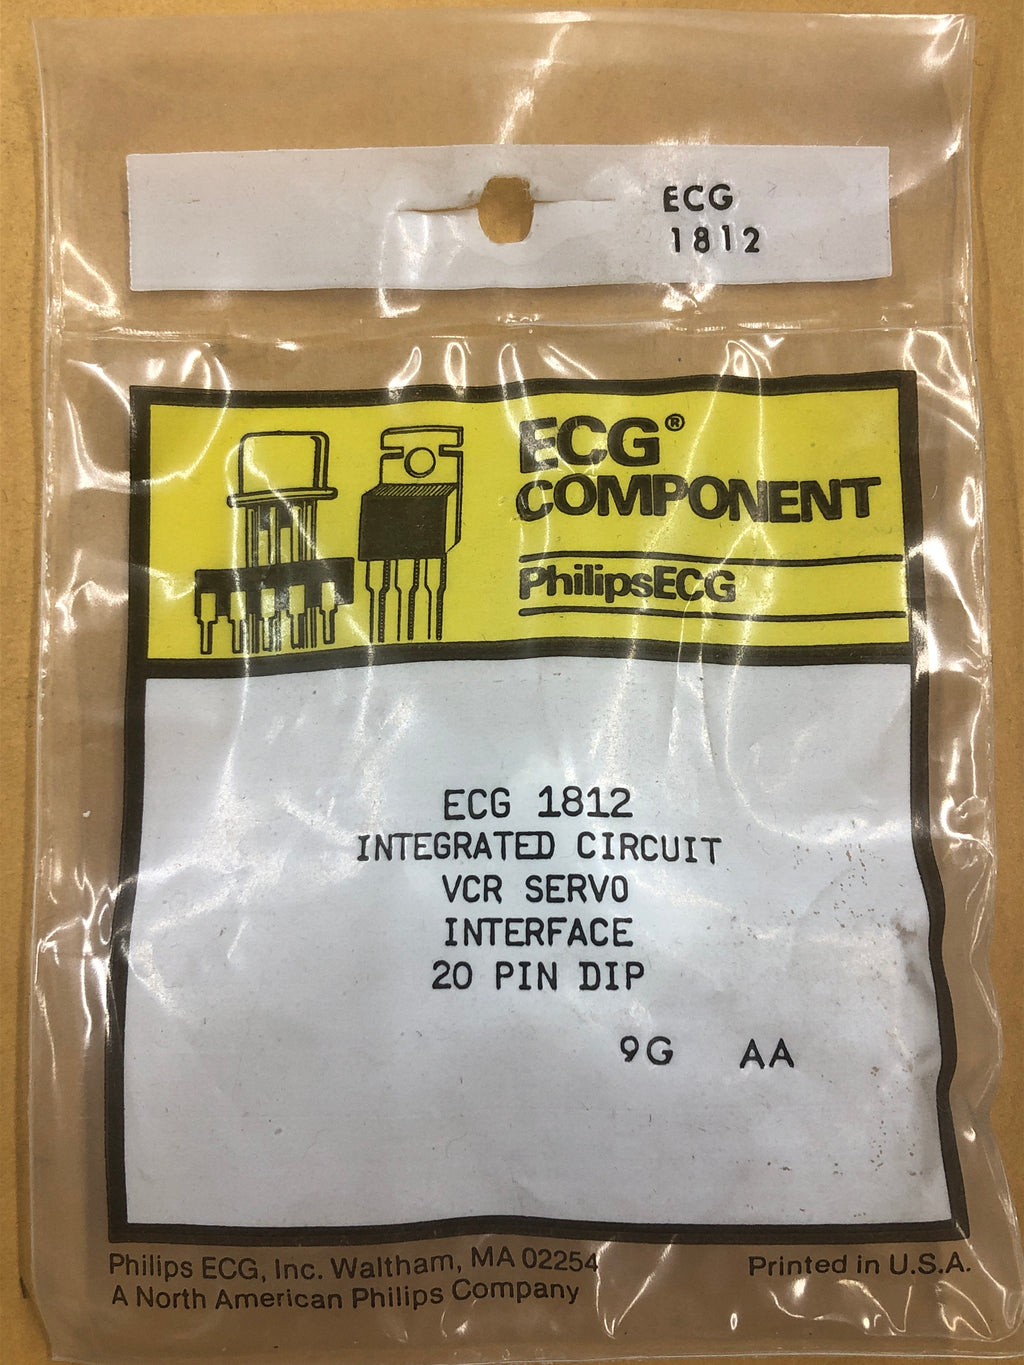 ECG
1812
ECG®
COMPONENT
PhilipsECG
ECG 1812
INTEGRATED CIRCUIT
VCR SERVO
INTERFACE
20 PIN DIP
9G AA
Philips ECG, Inc. Waltham, MA 02254 Printed in U.S.A.
A North American Philips Company